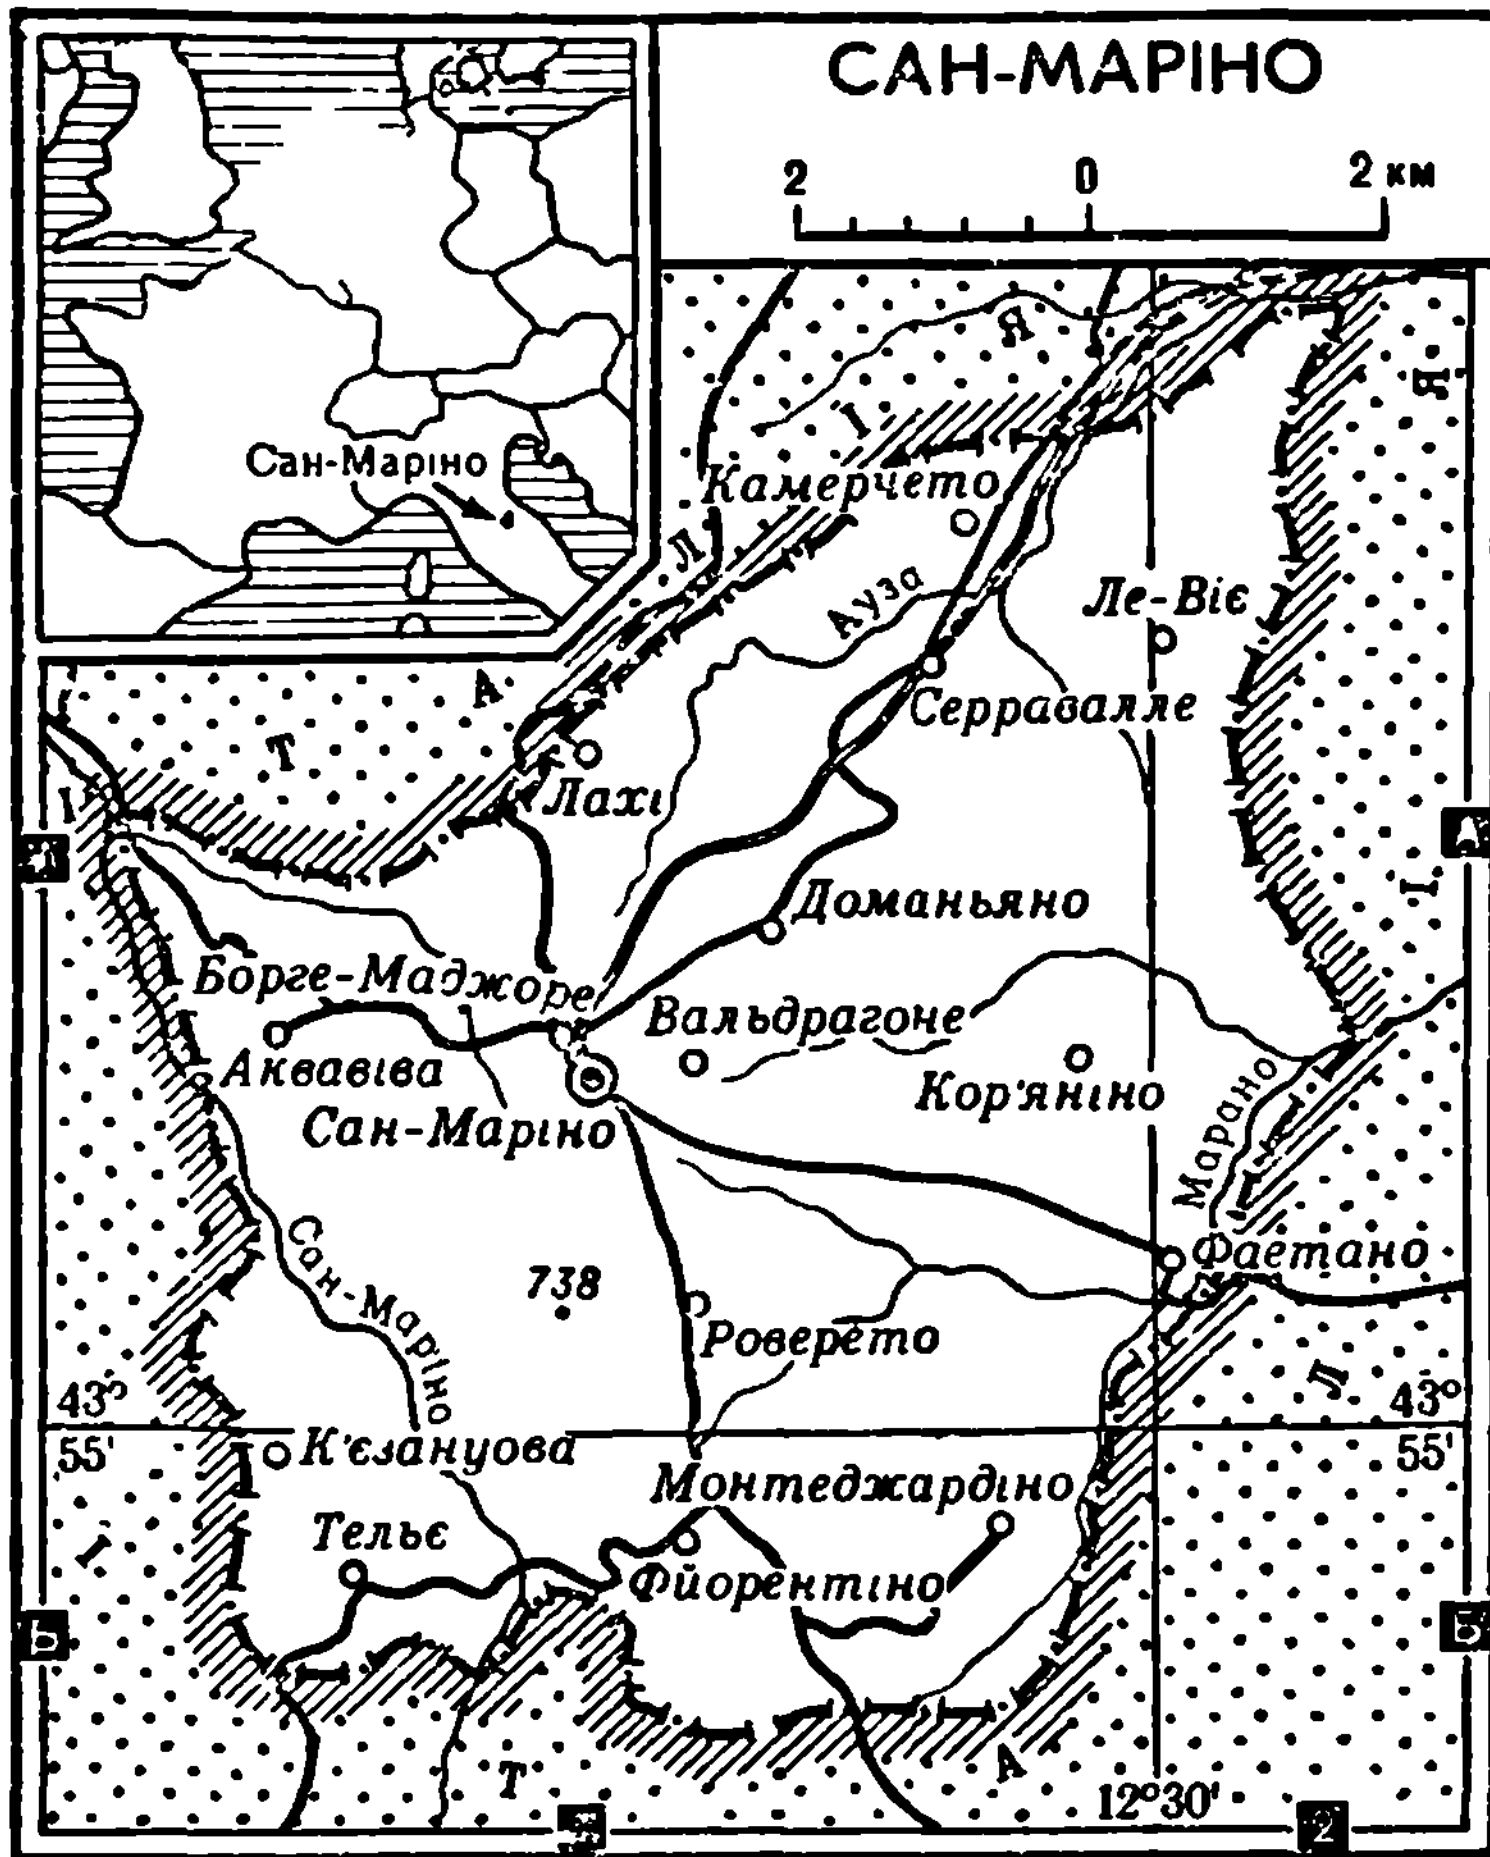 САН-МАРІНО
2 0 2 км
Сан-Маріно
Я
І
Я
Камерчето
Л
Ауза
Ле-Віє
А
Серравалле
Т
Лахі
І
А
А
Доманьяно
І
Борге-Маджоре
Вальдрагоне
Аквавіва
Кор'яніно
Марано
Сан-Маріно
Сан-Маріно
Фаетано
738
Роверето
Л
43° 43°
55' 55'
К'єзануова
Монтеджардіно
Тельє
І
Фйорентіно
Б Б
Т
А
12°30'
2